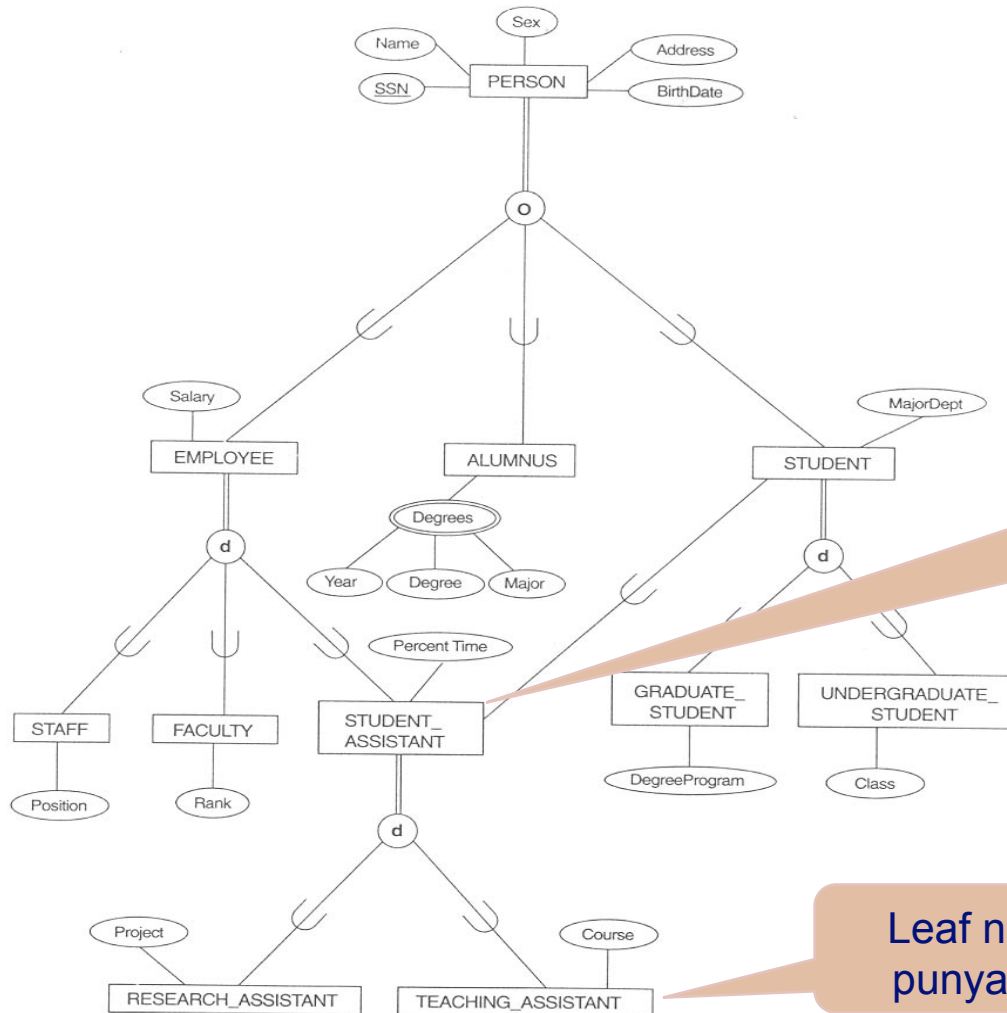 Sex
Name
Address
PERSON
SSN
BirthDate
O
Salary
MajorDept
EMPLOYEE
ALUMNUS
STUDENT
Degrees
d
d
Year
Degree
Major
Percent Time
STAFF
FACULTY
STUDENT_
ASSISTANT
GRADUATE_
STUDENT
UNDERGRADUATE_
STUDENT
Position
Rank
DegreeProgram
Class
d
Project
Course
RESEARCH_ASSISTANT
TEACHING_ASSISTANT
Leaf
punya